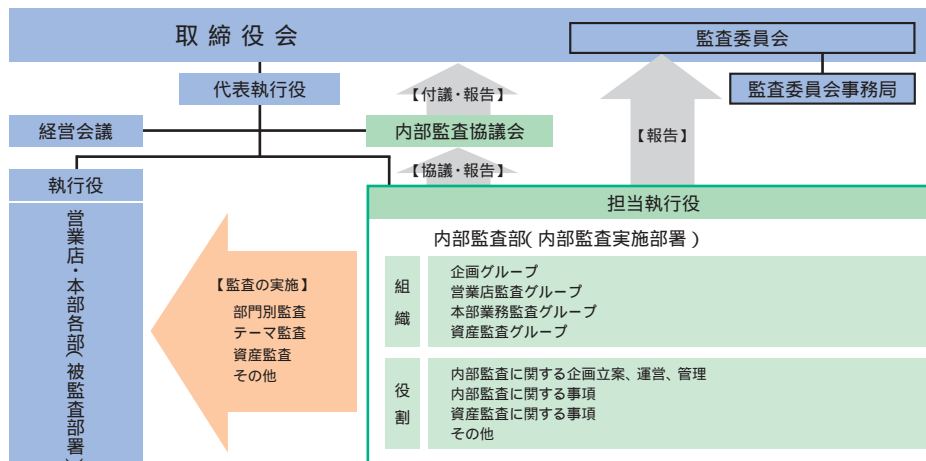 取締役会
監査委員会
代表執行役
【付議・報告】
監査委員会事務局
経営会議
内部監査協議会
【報告】
【協議・報告】
執行役
営業店・本部各部(被監査部署)
担当執行役
内部監査部(内部監査実施部署)
【監査の実施】
部門別監査
テーマ監査
資産監査
その他
組織
企画グループ
営業店監査グループ
本部業務監査グループ
資産監査グループ
役割
内部監査に関する企画立案、運営、管理
内部監査に関する事項
資産監査に関する事項
その他